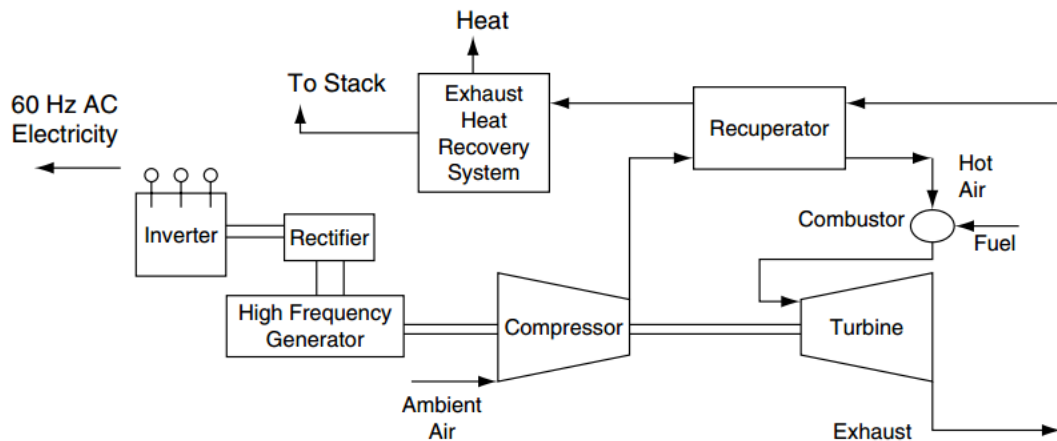 Heat
To Stack
60 Hz AC
Electricity
Exhaust
Heat
Recovery
System
Recuperator
Hot
Air
Combustor
Fuel
Inverter
Rectifier
High Frequency
Generator
Compressor
Turbine
Ambient
Air
Exhaust